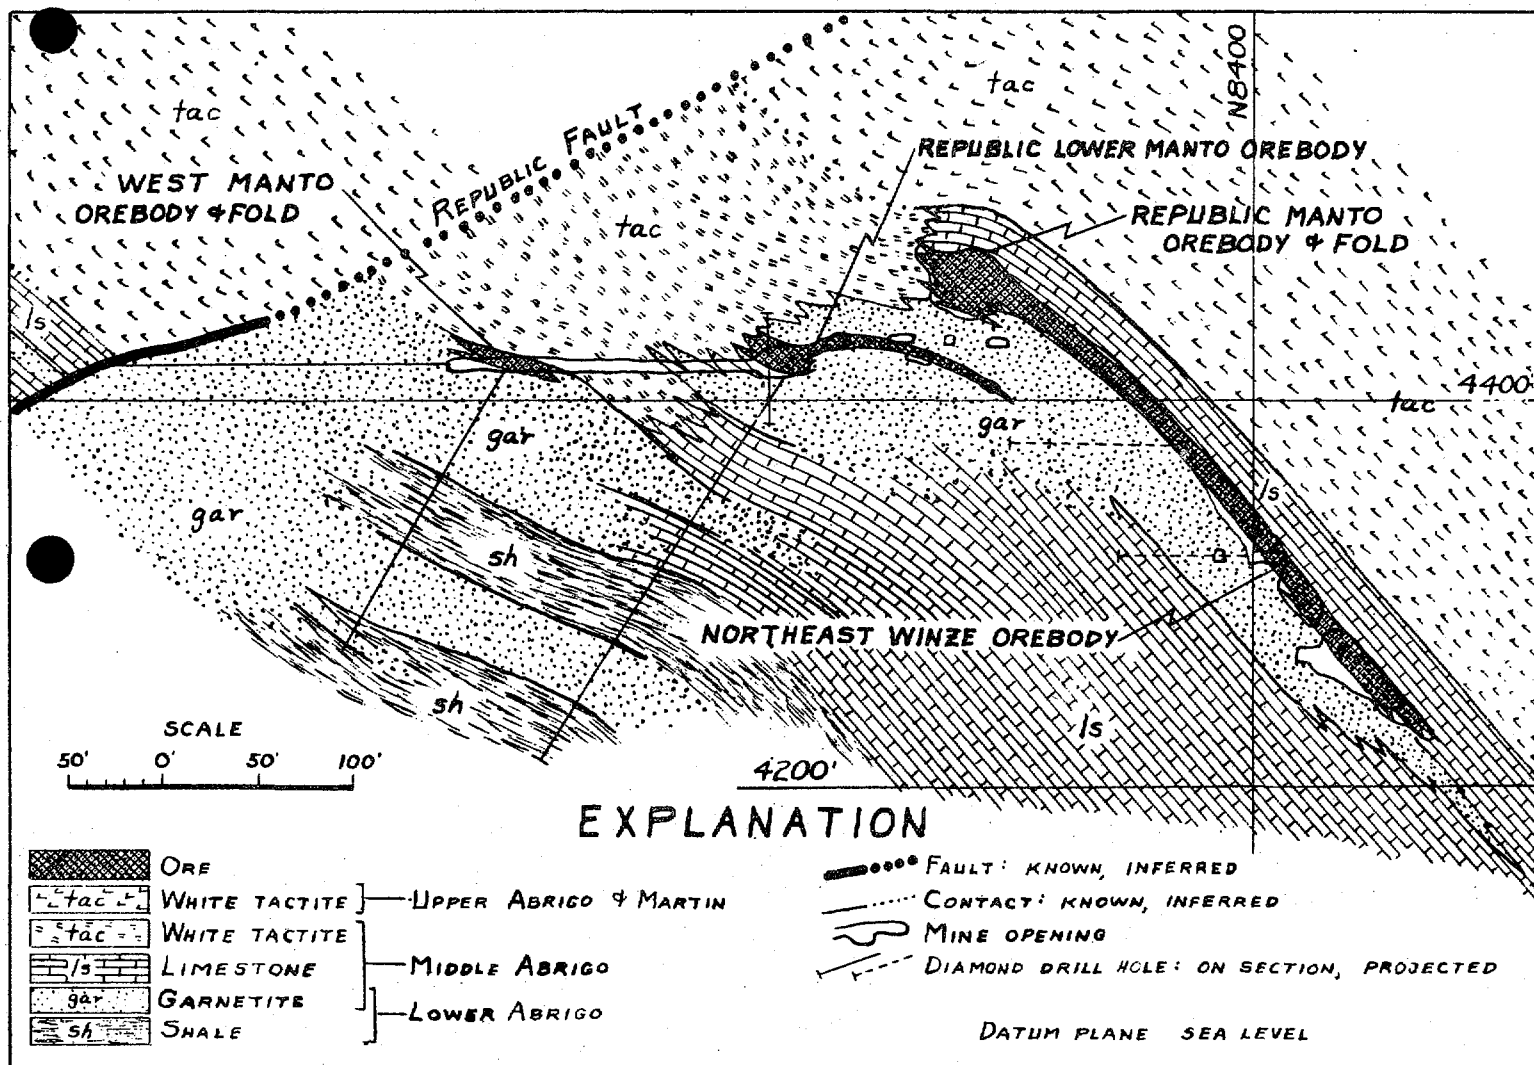 tac
tac
N8400
REPUBLIC FAULT
REPUBLIC LOWER MANTO OREBODY
WEST MANTO
OREBODY & FOLD
REPUBLIC MANTO
OREBODY & FOLD
tac
ls
4400
tac
gar
gar
ls
gar
sh
NORTHEAST WINZE OREBODY
sh
ls
SCALE
50' 0' 50' 100'
4200'
EXPLANATION
ORE
tac WHITE TACTITE UPPER ABRIGO & MARTIN
tac WHITE TACTITE
ls LIMESTONE MIDDLE ABRIGO
gar GARNETITE
LOWER ABRIGO
sh SHALE
FAULT: KNOWN, INFERRED
CONTACT: KNOWN, INFERRED
MINE OPENING
DIAMOND DRILL HOLE: ON SECTION, PROJECTED
DATUM PLANE SEA LEVEL